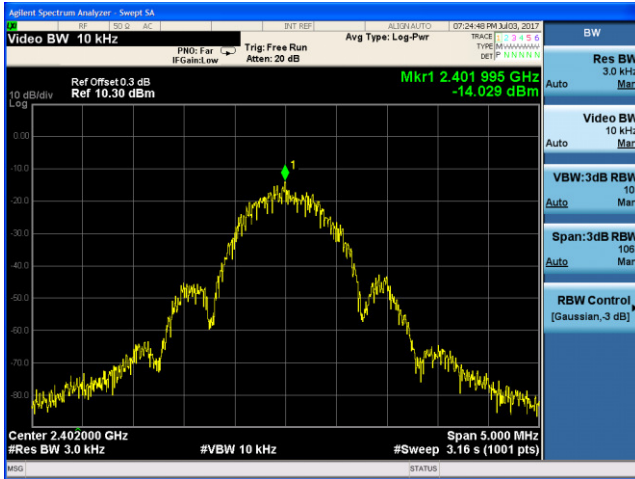 Agilent Spectrum Analyzer - Swept SA
RF 50 Ω AC INT REF ALIGN AUTO 07:24:48 PM Jul 03, 2017
Video BW 10 kHz
PNO: Far
IFGain:Low
Trig: Free Run
Atten: 20 dB
Avg Type: Log-Pwr
TRACE 1 2 3 4 5 6
TYPE M
DET P N N N N N
Ref Offset 0.3 dB
10 dB/div Ref 10.30 dBm
Log
Mkr1 2.401 995 GHz
-14.029 dBm
0.00
-10.0
1
-20.0
-30.0
-40.0
-50.0
-60.0
-70.0
-80.0
Center 2.402000 GHz Span 5.000 MHz
#Res BW 3.0 kHz #VBW 10 kHz #Sweep 3.16 s (1001 pts)
MSG STATUS
BW
Res BW
3.0 kHz
Auto Man
Video BW
10 kHz
Auto Man
VBW:3dB RBW
10
Auto Man
Span:3dB RBW
106
Auto Man
RBW Control
[Gaussian,-3 dB]